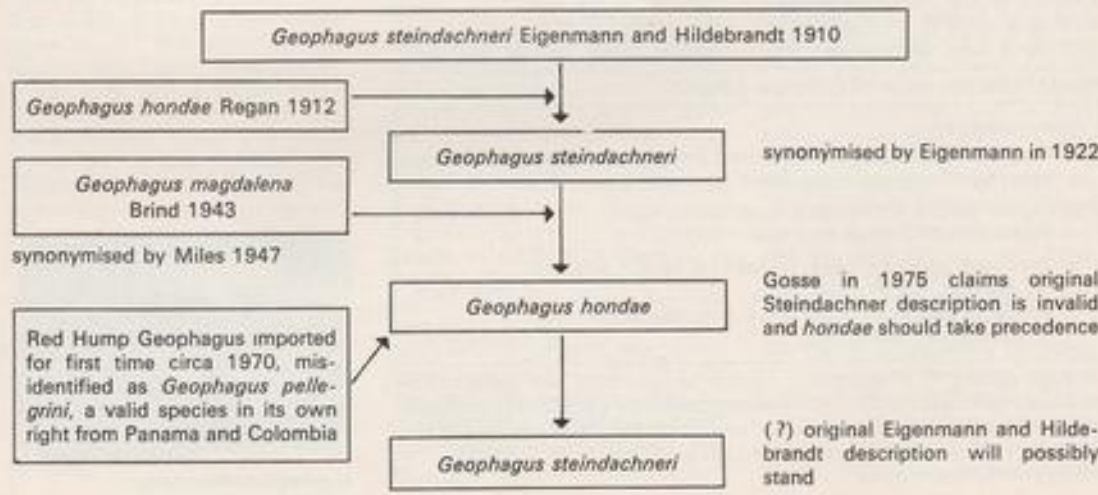 Geophagus steindachneri Eigenmann and Hildebrandt 1910
Geophagus hondae Regan 1912
Geophagus steindachneri
synonymised by Eigenmann in 1922
Geophagus magdalena
Brind 1943
synonymised by Miles 1947
Geophagus hondae
Gosse in 1975 claims original
Steindachner description is invalid
and hondae should take precedence
Red Hump Geophagus imported
for first time circa 1970, mis-
identified as Geophagus pelle-
grini, a valid species in its own
right from Panama and Colombia
Geophagus steindachneri
(?) original Eigenmann and Hilde-
brandt description will possibly
stand